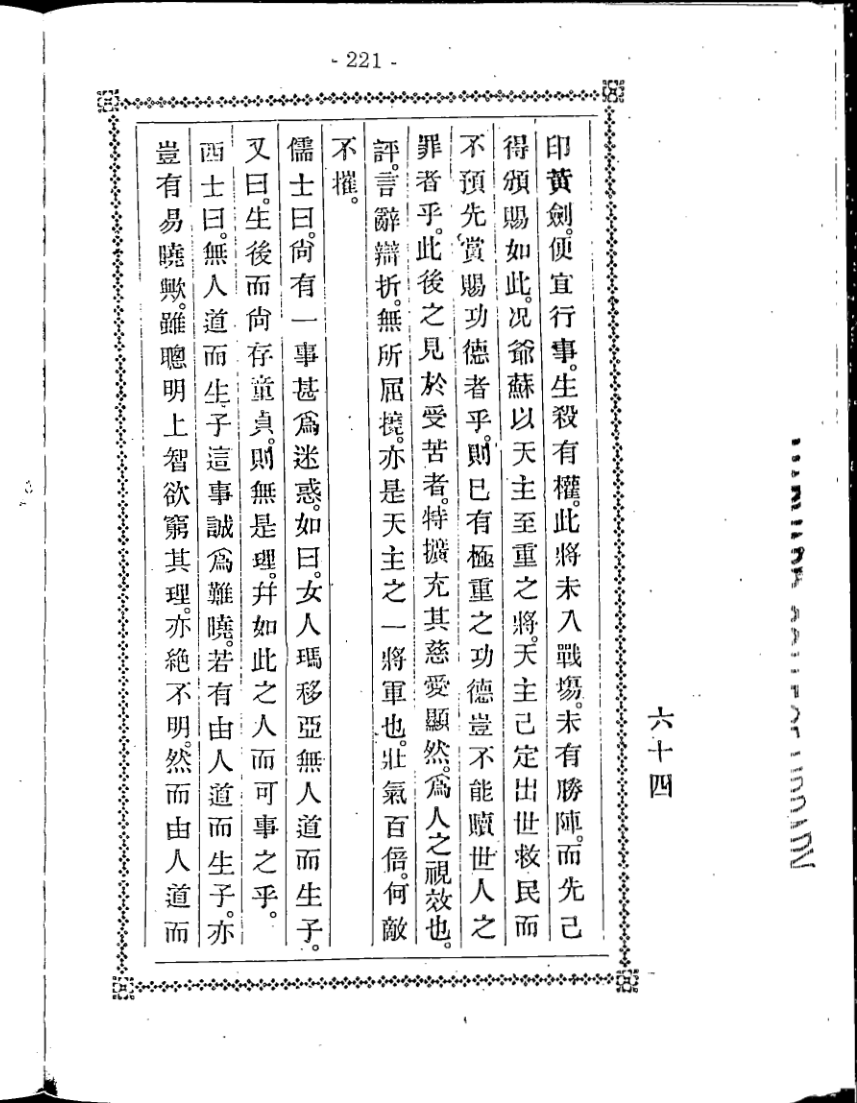 - 221 -
六十四
印黃劍。便宜行事。生殺有權。此將未入戰塲。未有勝陣。而先己
得頒賜如此。况爺蘇以天主至重之將。天主己定出世救民而
不預先賞賜功德者乎。則已有極重之功德豈不能贖世人之
罪者乎。此後之見於受苦者。特擴充其慈愛顯然。爲人之視效也。
評。言辭辯折。無所屈撓。亦是天主之一將軍也。壯氣百倍。何敵
不摧。
儒士曰。尙有一事甚爲迷惑。如曰。女人瑪移亞無人道而生子。
又曰。生後而尙存童貞。則無是理。幷如此之人而可事之乎。
西士曰。無人道而生子這事誠爲難曉。若有由人道而生子。亦
豈有易曉歟。雖聰明上智欲窮其理。亦絶不明。然而由人道而